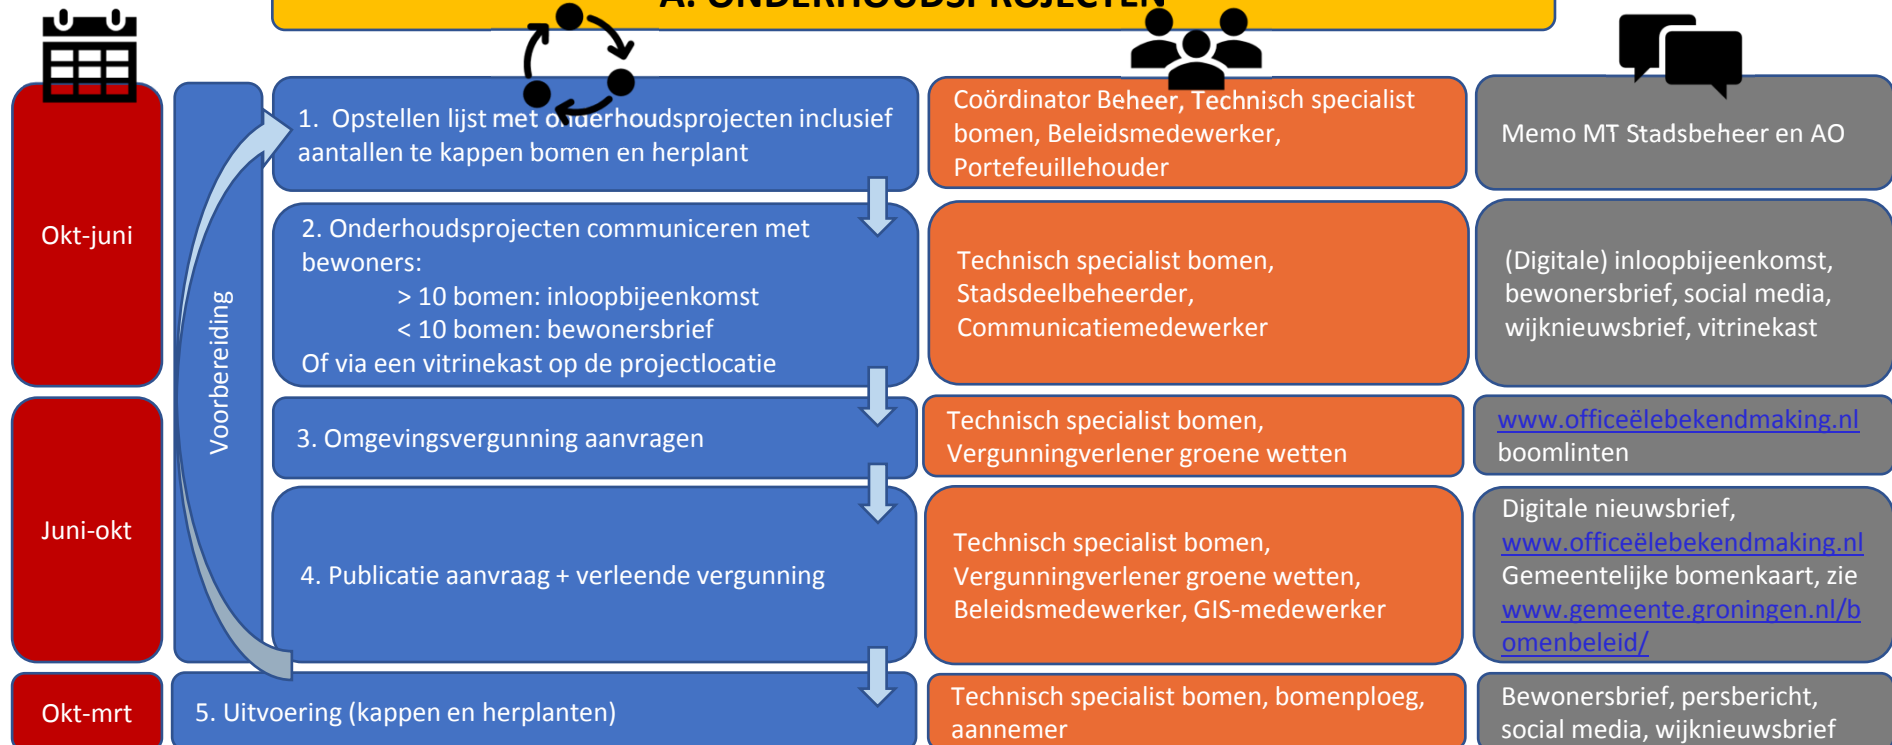 A. ONDERHOUDSPROJECTEN
Okt-juni
Voorbereiding
1. Opstellen lijst met onderhoudsprojecten inclusief
aantallen te kappen bomen en herplant
Coördinator Beheer, Technisch specialist
bomen, Beleidsmedewerker,
Portefeuillehouder
Memo MT Stadsbeheer en AO
2. Onderhoudsprojecten communiceren met
bewoners:
> 10 bomen: inloopbijeenkomst
< 10 bomen: bewonersbrief
Of via een vitrinekast op de projectlocatie
Technisch specialist bomen,
Stadsdeelbeheerder,
Communicatiemedewerker
(Digitale) inloopbijeenkomst,
bewonersbrief, social media,
wijknieuwsbrief, vitrinekast
Juni-okt
3. Omgevingsvergunning aanvragen
Technisch specialist bomen,
Vergunningverlener groene wetten
www.officeëlebekendmaking.nl
boomlinten
4. Publicatie aanvraag + verleende vergunning
Technisch specialist bomen,
Vergunningverlener groene wetten,
Beleidsmedewerker, GIS-medewerker
Digitale nieuwsbrief,
www.officeëlebekendmaking.nl
Gemeentelijke bomenkaart, zie
www.gemeente.groningen.nl/b
omenbeleid/
Okt-mrt
5. Uitvoering (kappen en herplanten)
Technisch specialist bomen, bomenploeg,
aannemer
Bewonersbrief, persbericht,
social media, wijknieuwsbrief